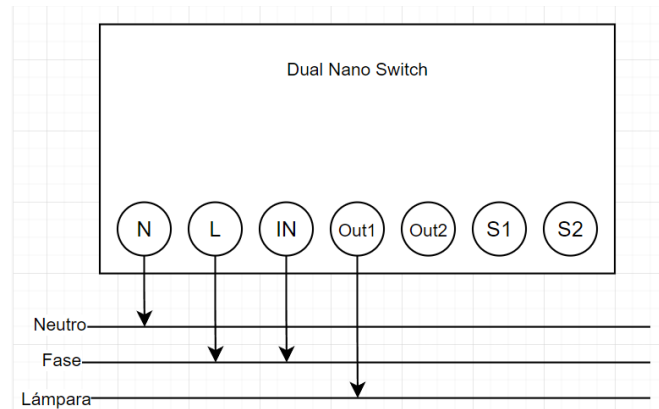 Dual Nano Switch
N L IN Out1 Out2 S1 S2
Neutro
Fase
Lámpara